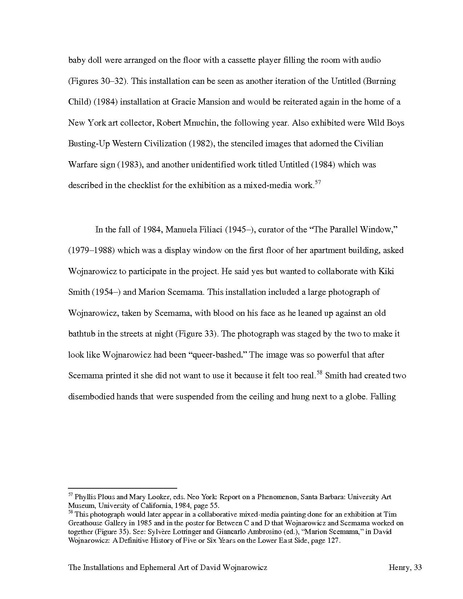 baby doll were arranged on the floor with a cassette player filling the room with audio
(Figures 30–32). This installation can be seen as another iteration of the Untitled (Burning
Child) (1984) installation at Gracie Mansion and would be reiterated again in the home of a
New York art collector, Robert Mnuchin, the following year. Also exhibited were Wild Boys
Busting-Up Western Civilization (1982), the stenciled images that adorned the Civilian
Warfare sign (1983), and another unidentified work titled Untitled (1984) which was
described in the checklist for the exhibition as a mixed-media work.57
In the fall of 1984, Manuela Filiaci (1945–), curator of the “The Parallel Window,”
(1979–1988) which was a display window on the first floor of her apartment building, asked
Wojnarowicz to participate in the project. He said yes but wanted to collaborate with Kiki
Smith (1954–) and Marion Scemama. This installation included a large photograph of
Wojnarowicz, taken by Scemama, with blood on his face as he leaned up against an old
bathtub in the streets at night (Figure 33). The photograph was staged by the two to make it
look like Wojnarowicz had been “queer-bashed.” The image was so powerful that after
Scemama printed it she did not want to use it because it felt too real.58 Smith had created two
disembodied hands that were suspended from the ceiling and hung next to a globe. Falling
57 Phyllis Plous and Mary Looker, eds. Neo York: Report on a Phenomenon, Santa Barbara: University Art
Museum, University of California, 1984, page 55.
58 This photograph would later appear in a collaborative mixed-media painting done for an exhibition at Tim
Greathouse Gallery in 1985 and in the poster for Between C and D that Wojnarowicz and Scemama worked on
together (Figure 35). See: Sylvère Lotringer and Giancarlo Ambrosino (ed.), “Marion Scemama,” in David
Wojnarowicz: A Definitive History of Five or Six Years on the Lower East Side, page 127.
The Installations and Ephemeral Art of David Wojnarowicz Henry, 33